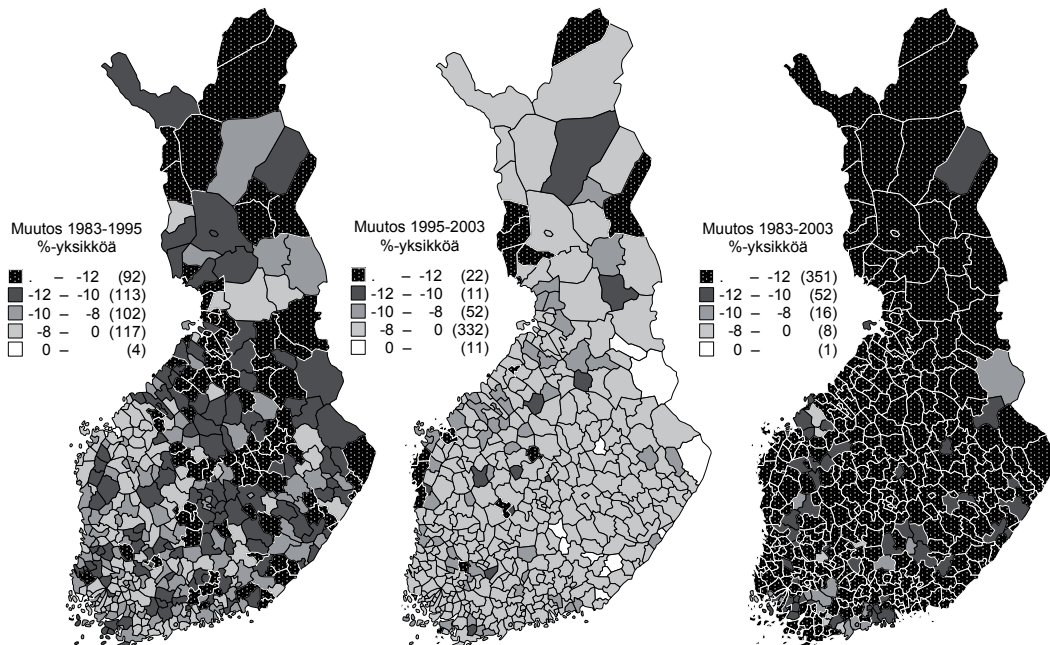 Muutos 1983-1995
%-yksikköä
. – -12 (92)
-12 – -10 (113)
-10 – -8 (102)
-8 – 0 (117)
0 – (4)
Muutos 1995-2003
%-yksikköä
. – -12 (22)
-12 – -10 (11)
-10 – -8 (52)
-8 – 0 (332)
0 – (11)
Muutos 1983-2003
%-yksikköä
. – -12 (351)
-12 – -10 (52)
-10 – -8 (16)
-8 – 0 (8)
0 – (1)